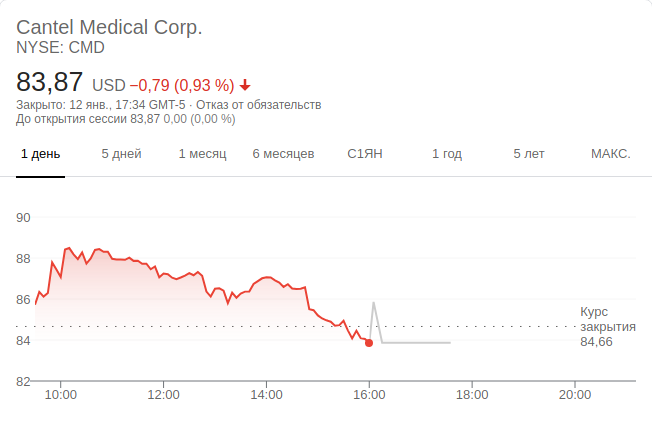 Cantel Medical Corp.
NYSE: CMD
83,87 USD −0,79 (0,93 %)
Закрыто: 12 янв., 17:34 GMT-5 · Отказ от обязательств
До открытия сессии 83,87 0,00 (0,00 %)
1 день 5 дней 1 месяц 6 месяцев С1ЯН 1 год 5 лет МАКС.
90
88
86
Курс
закрытия
84,66
84
82
10:00 12:00 14:00 16:00 18:00 20:00